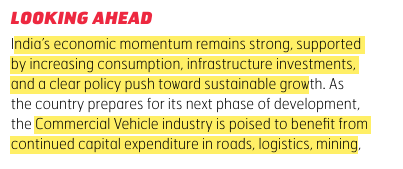 LOOKING AHEAD
India's economic momentum remains strong, supported
by increasing consumption, infrastructure investments,
and a clear policy push toward sustainable growth. As
the country prepares for its next phase of development,
the Commercial Vehicle industry is poised to benefit from
continued capital expenditure in roads, logistics, mining,